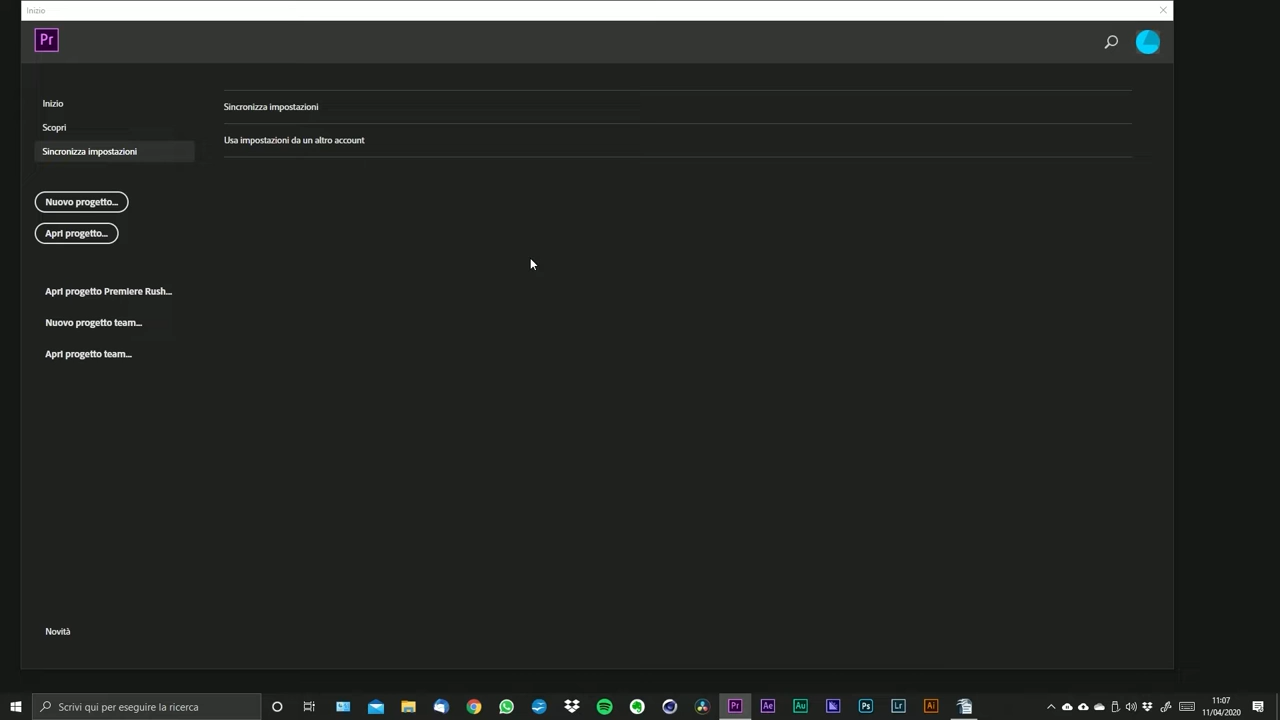 Inizio
Pr
Inizio
Scopri
Sincronizza impostazioni
Sincronizza impostazioni
Usa impostazioni da un altro account
Nuovo progetto...
Apri progetto...
Apri progetto Premiere Rush...
Nuovo progetto team...
Apri progetto team...
Novità
Scrivi qui per eseguire la ricerca
Pr
Ae
Au
Ps
Lr
Ai
11:07
11/04/2020